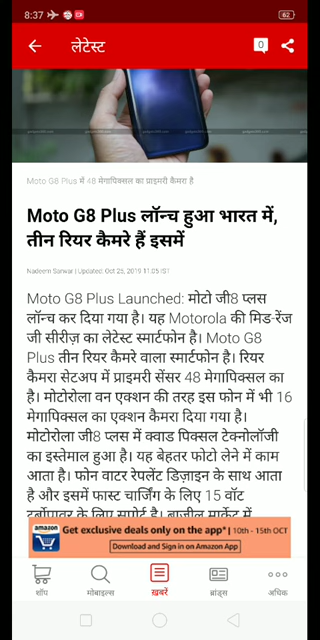 8:37
62
लेटेस्ट
0
Moto G8 Plus में 48 मेगापिक्सल का प्राइमरी कैमरा है
Moto G8 Plus लॉन्च हुआ भारत में,
तीन रियर कैमरे हैं इसमें
Nadeem Sarwar | Updated: Oct 25, 2019 11:05 IST
Moto G8 Plus Launched: मोटो जी8 प्लस
लॉन्च कर दिया गया है। यह Motorola की मिड-रेंज
जी सीरीज़ का लेटेस्ट स्मार्टफोन है। Moto G8
Plus तीन रियर कैमरे वाला स्मार्टफोन है। रियर
कैमरा सेटअप में प्राइमरी सेंसर 48 मेगापिक्सल का
है। मोटोरोला वन एक्शन की तरह इस फोन में भी 16
मेगापिक्सल का एक्शन कैमरा दिया गया है।
मोटोरोला जी8 प्लस में क्वाड पिक्सल टेक्नोलॉजी
का इस्तेमाल हुआ है। यह बेहतर फोटो लेने में काम
आता है। फोन वाटर रेपलेंट डिज़ाइन के साथ आता
है और इसमें फास्ट चार्जिंग के लिए 15 वॉट
टर्बोपावर के लिए सपोर्ट है। ब्राज़ील मार्केट में
amazon
Get exclusive deals only on the app* | 10th - 15th OCT
Download and Sign in on Amazon App
शॉप
मोबाइल्स
ख़बरें
ब्रांड्स
अधिक